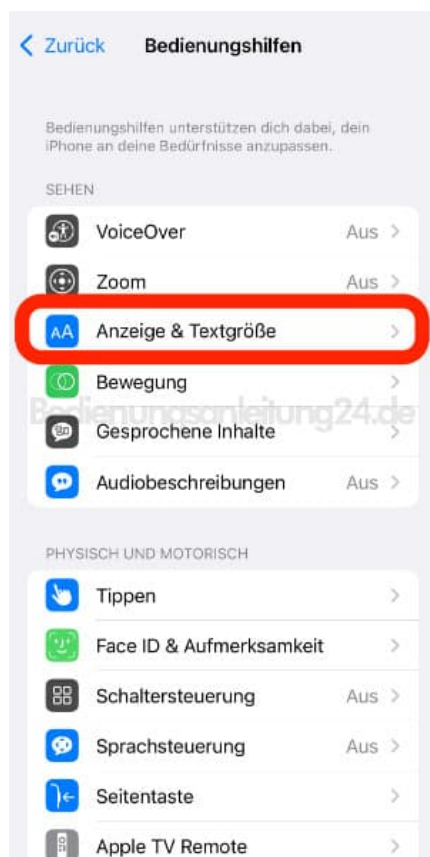 Zurück Bedienungshilfen
Bedienungshilfen unterstützen dich dabei, dein
iPhone an deine Bedürfnisse anzupassen.
SEHEN
VoiceOver Aus
Zoom Aus
AA Anzeige & Textgröße
Bewegung
Bedienungsanleitung24.de
Gesprochene Inhalte
Audiobeschreibungen Aus
PHYSISCH UND MOTORISCH
Tippen
Face ID & Aufmerksamkeit
Schaltersteuerung Aus
Sprachsteuerung Aus
Seitentaste
Apple TV Remote